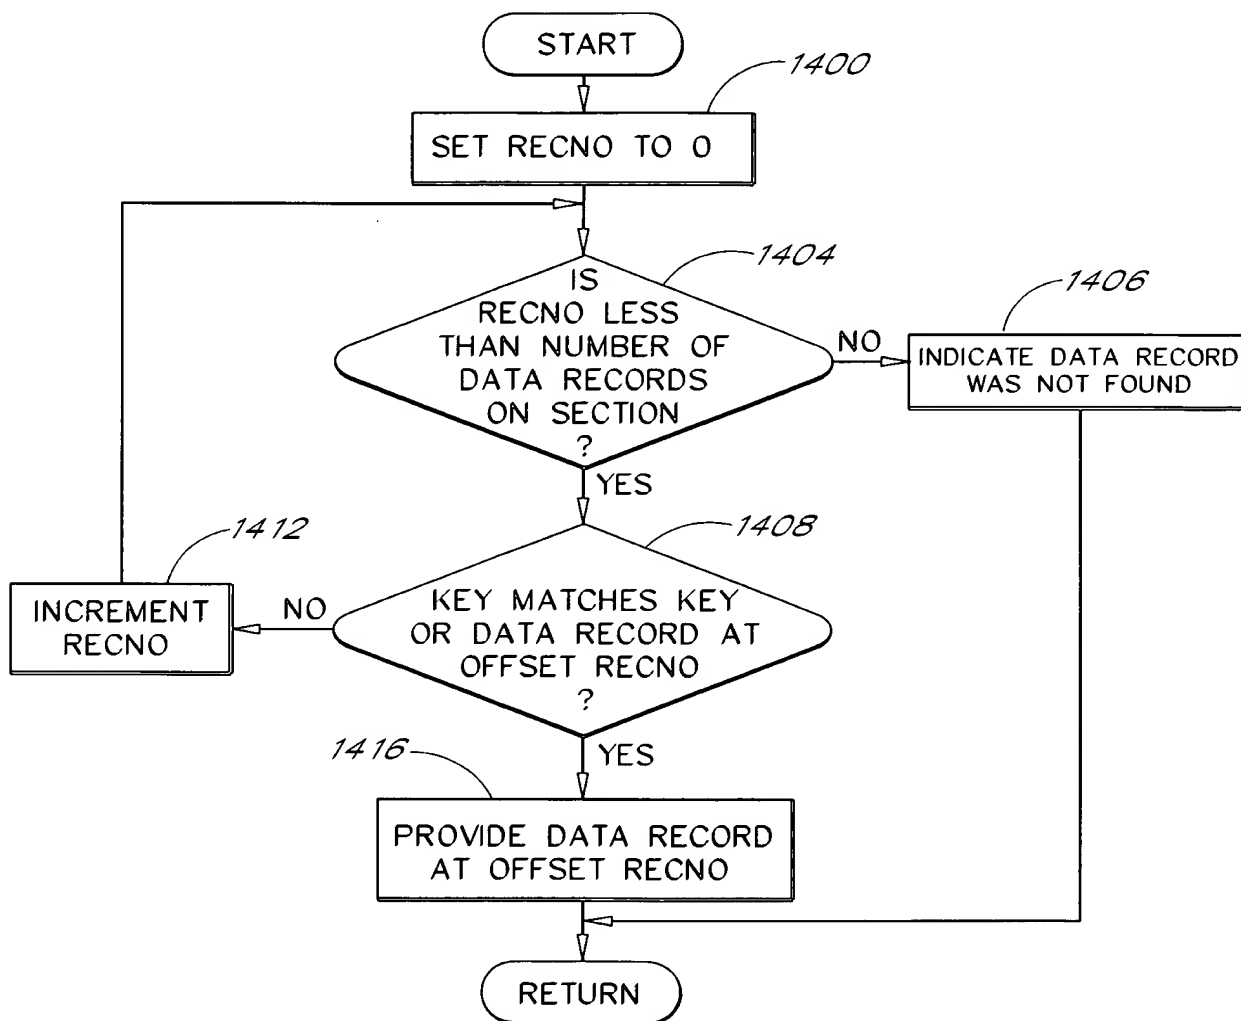 START
1400
SET RECNO TO 0
1404
IS
RECNO LESS
THAN NUMBER OF
DATA RECORDS
ON SECTION
?
NO
1406
INDICATE DATA RECORD
WAS NOT FOUND
YES
1408
KEY MATCHES KEY
OR DATA RECORD AT
OFFSET RECNO
?
NO
1412
INCREMENT
RECNO
YES
1416
PROVIDE DATA RECORD
AT OFFSET RECNO
RETURN